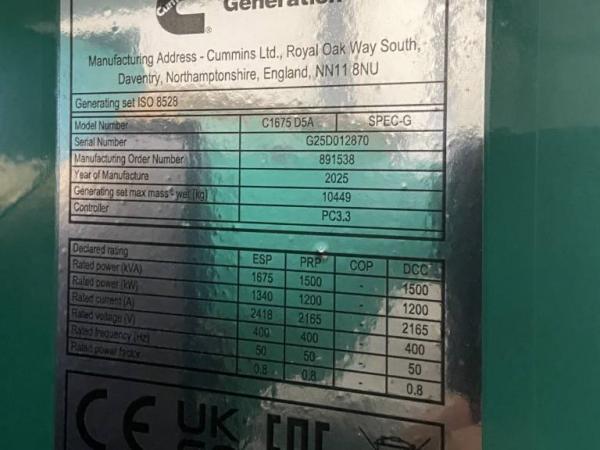 Cummins
Generation
Manufacturing Address - Cummins Ltd., Royal Oak Way South,
Daventry, Northamptonshire, England, NN11 8NU
Generating set ISO 8528
Model Number C1675 D5A SPEC-G
Serial Number G25D012870
Manufacturing Order Number 891538
Year of Manufacture 2025
Generating set max mass - wet (kg) 10449
Controller PC3.3
Declared rating ESP PRP COP DCC
Rated power (kVA) 1675 1500 - 1500
Rated power (kW) 1340 1200 - 1200
Rated current (A) 2418 2165 - 2165
Rated voltage (V) 400 400 - 400
Rated frequency (Hz) 50 50 - 50
Rated power factor 0.8 0.8 - 0.8
CE UK EAC